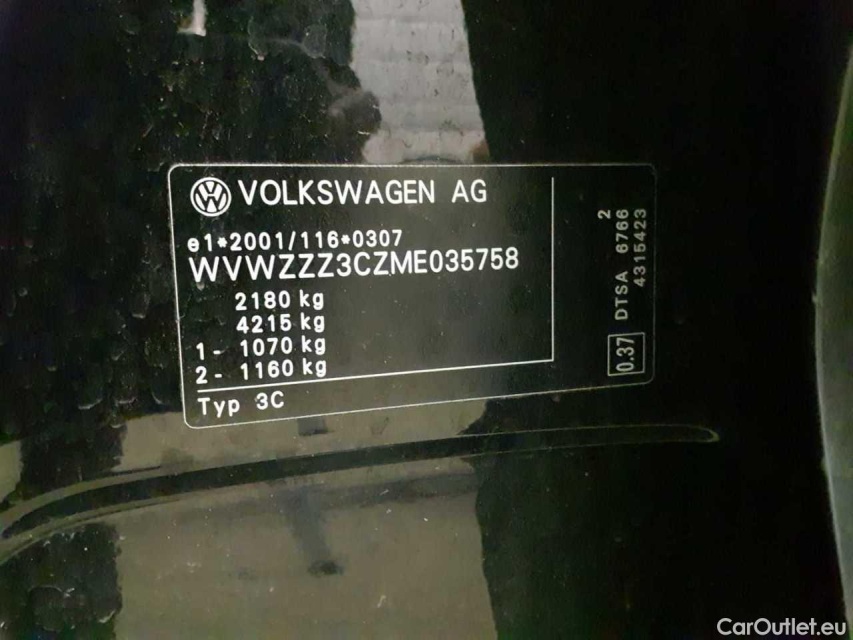 VOLKSWAGEN AG
e1*2001/116*0307
WVWZZZ3CZME035758
2180 kg
4215 kg
1 - 1070 kg
2 - 1160 kg
Typ 3C
2
DTSA 6766
4315423
0.37
CarOutlet.eu